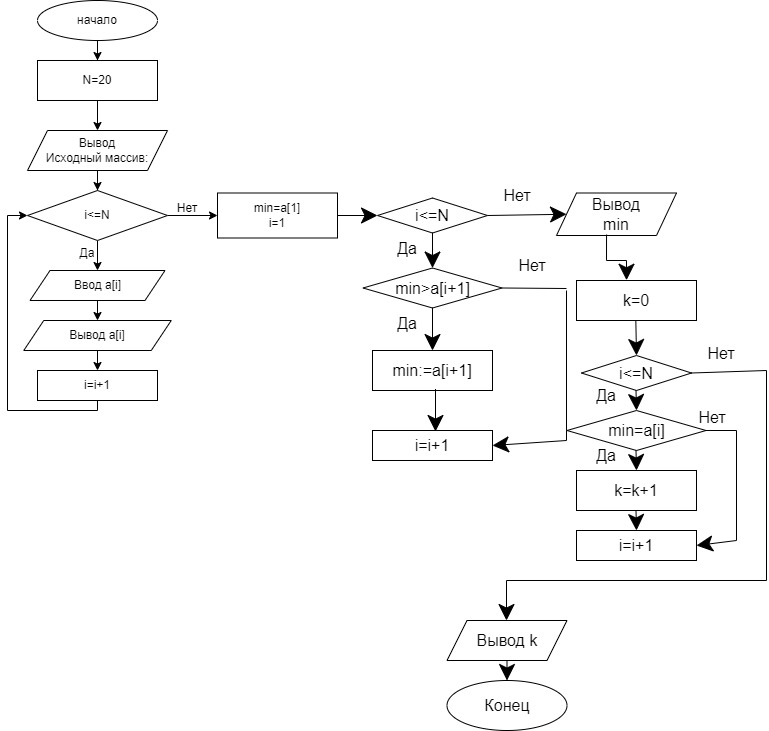 начало
N=20
Вывод
Исходный массив:
i<=N
Нет
Да
Ввод a[i]
Вывод a[i]
i=i+1
min=a[1]
i=1
i<=N
Нет
Да
min>a[i+1]
Нет
Да
min:=a[i+1]
i=i+1
Вывод
min
k=0
i<=N
Нет
Да
min=a[i]
Нет
Да
k=k+1
i=i+1
Вывод k
Конец